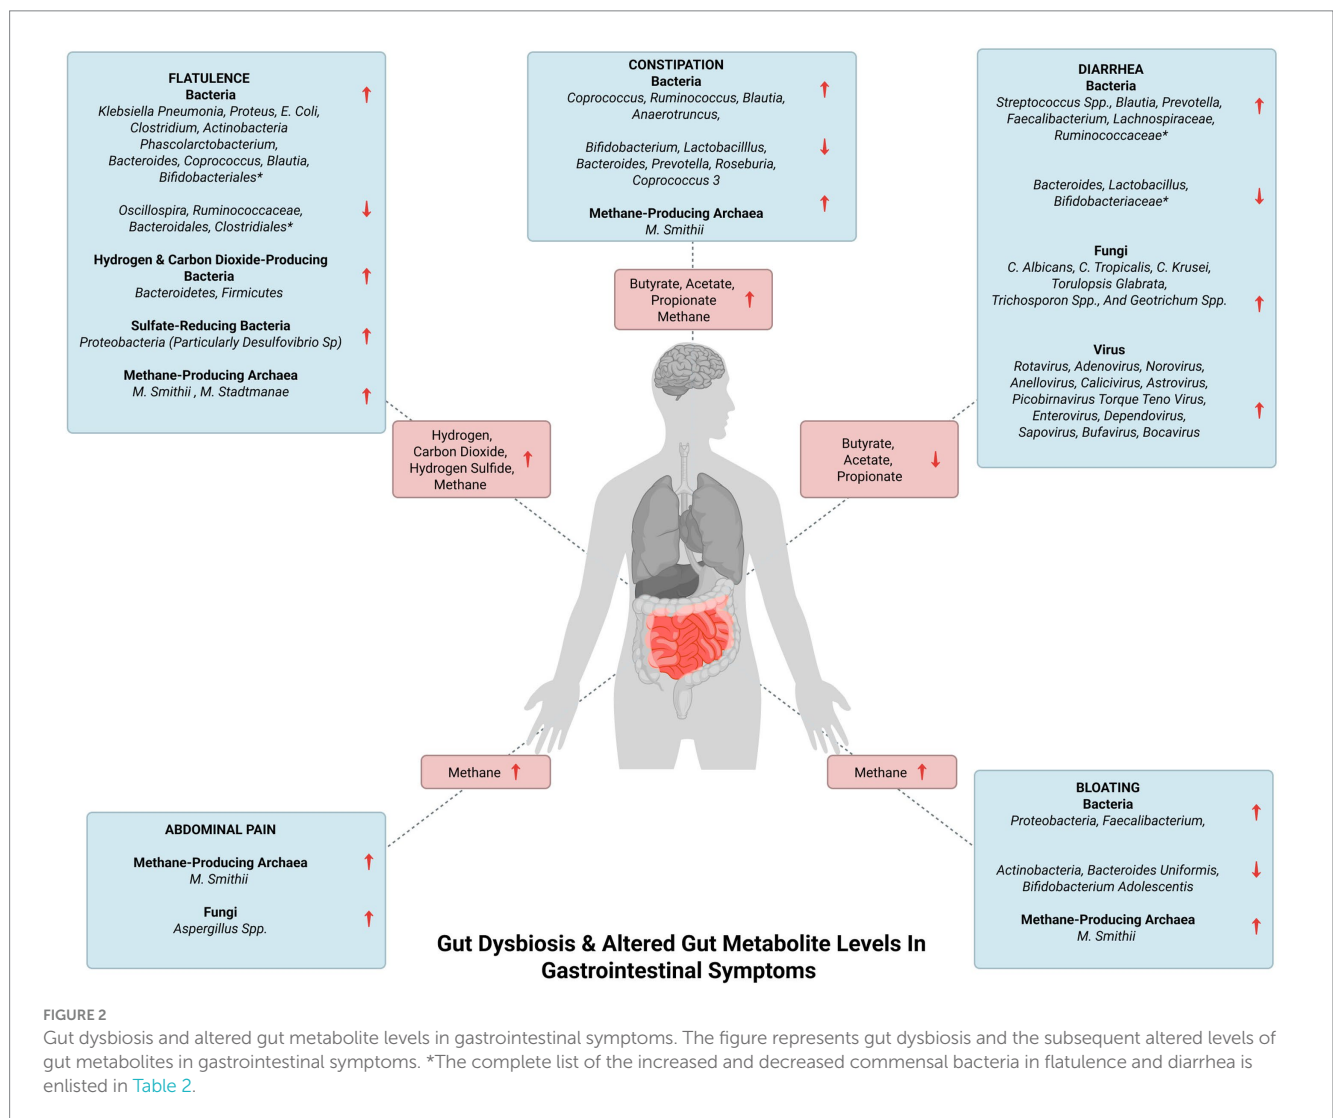 FLATULENCE
Bacteria
Klebsiella Pneumonia, Proteus, E. Coli,
Clostridium, Actinobacteria
Phascolarctobacterium,
Bacteroides, Coprococcus, Blautia,
Bifidobacteriales*
Oscillospira, Ruminococcaceae,
Bacteroidales, Clostridiales*
Hydrogen & Carbon Dioxide-Producing
Bacteria
Bacteroidetes, Firmicutes
Sulfate-Reducing Bacteria
Proteobacteria (Particularly Desulfovibrio Sp)
Methane-Producing Archaea
M. Smithii , M. Stadtmanae
CONSTIPATION
Bacteria
Coprococcus, Ruminococcus, Blautia,
Anaerotruncus,
Bifidobacterium, Lactobacilllus,
Bacteroides, Prevotella, Roseburia,
Coprococcus 3
Methane-Producing Archaea
M. Smithii
DIARRHEA
Bacteria
Streptococcus Spp., Blautia, Prevotella,
Faecalibacterium, Lachnospiraceae,
Ruminococcaceae*
Bacteroides, Lactobacillus,
Bifidobacteriaceae*
Fungi
C. Albicans, C. Tropicalis, C. Krusei,
Torulopsis Glabrata,
Trichosporon Spp., And Geotrichum Spp.
Virus
Rotavirus, Adenovirus, Norovirus,
Anellovirus, Calicivirus, Astrovirus,
Picobirnavirus Torque Teno Virus,
Enterovirus, Dependovirus,
Sapovirus, Bufavirus, Bocavirus
Butyrate, Acetate,
Propionate
Methane
Hydrogen,
Carbon Dioxide,
Hydrogen Sulfide,
Methane
Butyrate,
Acetate,
Propionate
Methane
Methane
ABDOMINAL PAIN
Methane-Producing Archaea
M. Smithii
Fungi
Aspergillus Spp.
BLOATING
Bacteria
Proteobacteria, Faecalibacterium,
Actinobacteria, Bacteroides Uniformis,
Bifidobacterium Adolescentis
Methane-Producing Archaea
M. Smithii
Gut Dysbiosis & Altered Gut Metabolite Levels In
Gastrointestinal Symptoms
FIGURE 2
Gut dysbiosis and altered gut metabolite levels in gastrointestinal symptoms. The figure represents gut dysbiosis and the subsequent altered levels of
gut metabolites in gastrointestinal symptoms. *The complete list of the increased and decreased commensal bacteria in flatulence and diarrhea is
enlisted in Table 2.